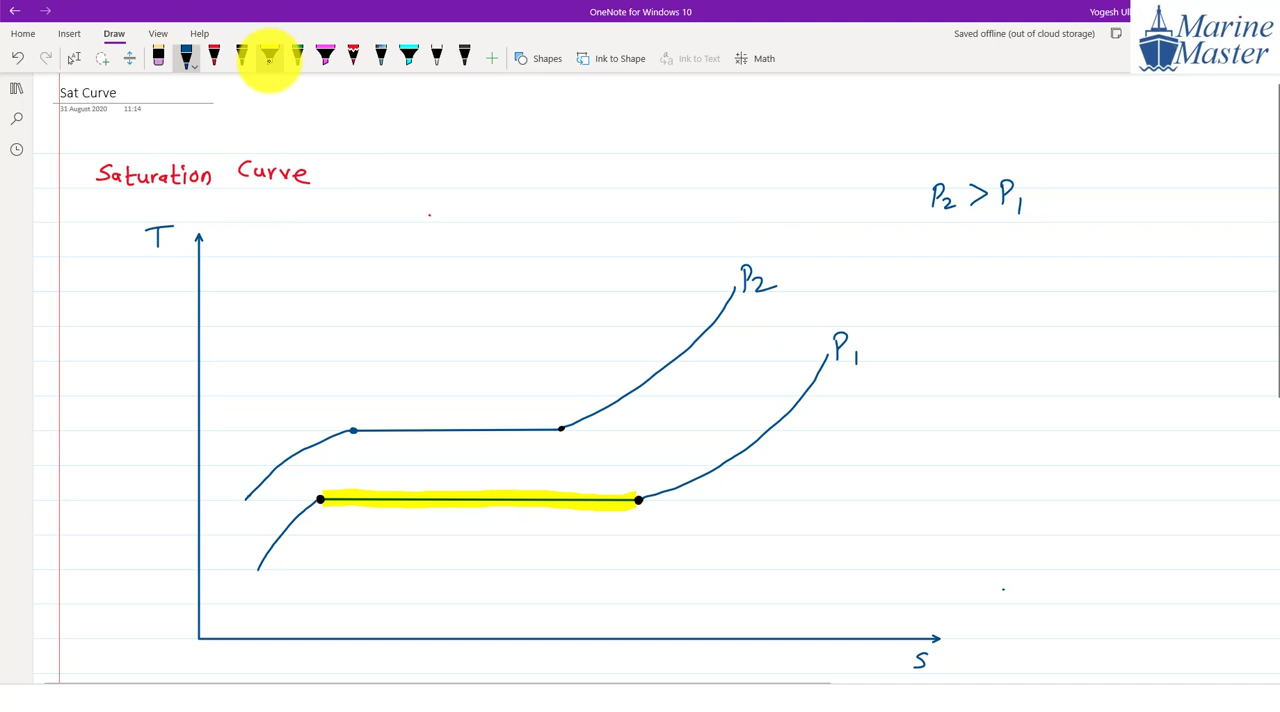 OneNote for Windows 10
Yogesh Ull
Home Insert Draw View Help
Saved offline (out of cloud storage)
Marine
Master
Shapes Ink to Shape Ink to Text Math
Sat Curve
31 August 2020 11:14
Saturation Curve
P2 > P1
T
P2
P1
S